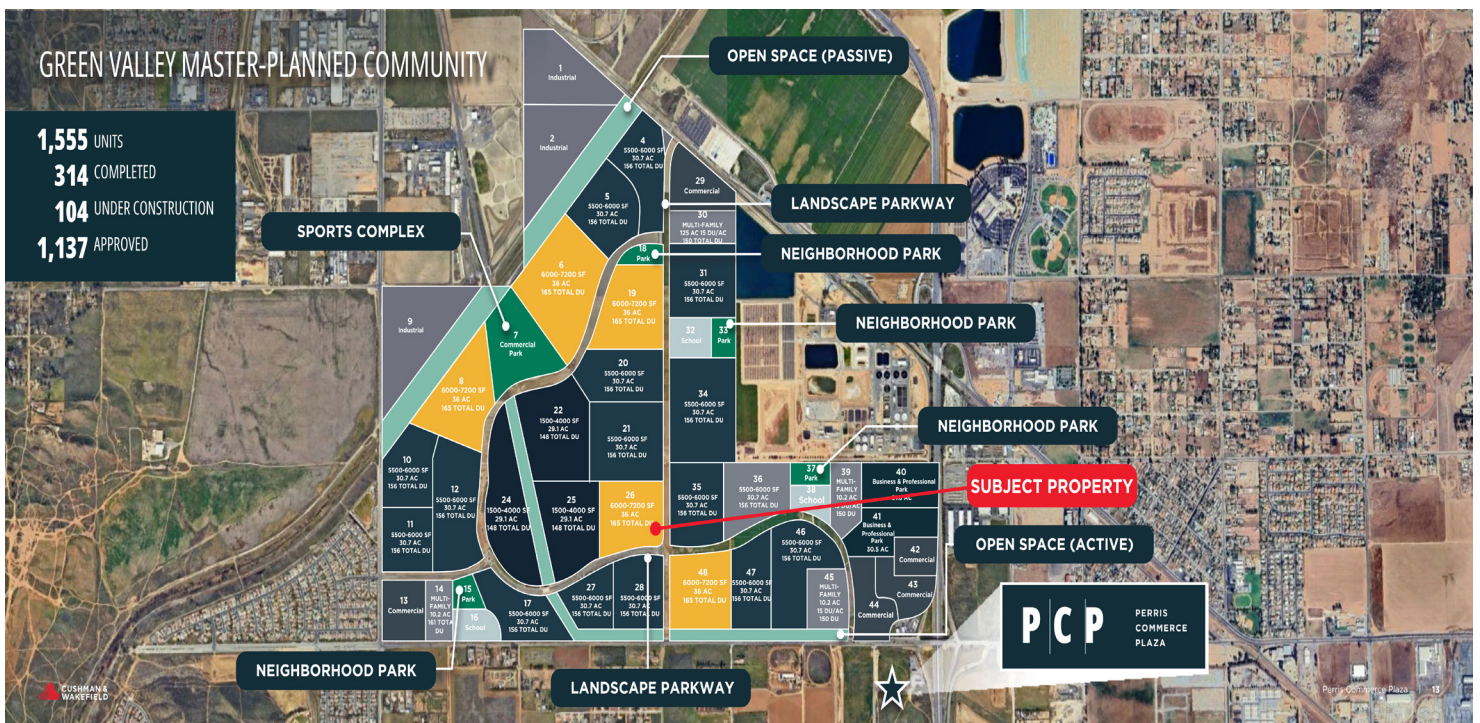 GREEN VALLEY MASTER-PLANNED COMMUNITY
1,555 UNITS
314 COMPLETED
104 UNDER CONSTRUCTION
1,137 APPROVED
OPEN SPACE (PASSIVE)
LANDSCAPE PARKWAY
SPORTS COMPLEX
NEIGHBORHOOD PARK
NEIGHBORHOOD PARK
NEIGHBORHOOD PARK
SUBJECT PROPERTY
OPEN SPACE (ACTIVE)
NEIGHBORHOOD PARK
LANDSCAPE PARKWAY
1
Industrial
2
Industrial
4
5500-6000 SF
30.7 AC
156 TOTAL DU
5
5500-6000 SF
30.7 AC
156 TOTAL DU
6
6000-7200 SF
36 AC
165 TOTAL DU
7
Commercial
Park
8
6000-7200 SF
36 AC
165 TOTAL DU
9
Industrial
10
5500-6000 SF
30.7 AC
156 TOTAL DU
11
5500-6000 SF
30.7 AC
156 TOTAL DU
12
5500-6000 SF
30.7 AC
156 TOTAL DU
13
Commercial
14
MULTI-
FAMILY
10.2 AC
161 TOTA
DU
15
Park
16
School
17
5500-6000 SF
30.7 AC
156 TOTAL DU
18
Park
19
6000-7200 SF
36 AC
165 TOTAL DU
20
5500-6000 SF
30.7 AC
156 TOTAL DU
21
5500-6000 SF
30.7 AC
156 TOTAL DU
22
1500-4000 SF
29.1 AC
148 TOTAL DU
24
1500-4000 SF
29.1 AC
148 TOTAL DU
25
1500-4000 SF
29.1 AC
148 TOTAL DU
26
6000-7200 SF
36 AC
165 TOTAL DU
27
5500-6000 SF
30.7 AC
156 TOTAL DU
28
5500-6000 SF
30.7 AC
156 TOTAL DU
29
Commercial
30
MULTI-FAMILY
125 AC 15 DU/AC
150 TOTAL DU
31
5500-6000 SF
30.7 AC
156 TOTAL DU
32
School
33
Park
34
5500-6000 SF
30.7 AC
156 TOTAL DU
35
5500-6000 SF
30.7 AC
156 TOTAL DU
36
5500-6000 SF
30.7 AC
156 TOTAL DU
37
Park
38
School
39
MULTI-
FAMILY
10.2 AC
15 DU/AC
150 DU
40
Business & Professional
Park
41
Business &
Professional
Park
30.5 AC
42
Commercial
43
Commercial
44
Commercial
45
MULTI-
FAMILY
10.2 AC
15 DU/AC
150 DU
46
5500-6000 SF
30.7 AC
156 TOTAL DU
47
5500-6000 SF
30.7 AC
156 TOTAL DU
48
6000-7200 SF
36 AC
165 TOTAL DU
PCP
PERRIS
COMMERCE
PLAZA
CUSHMAN &
WAKEFIELD
Perris Commerce Plaza | 13